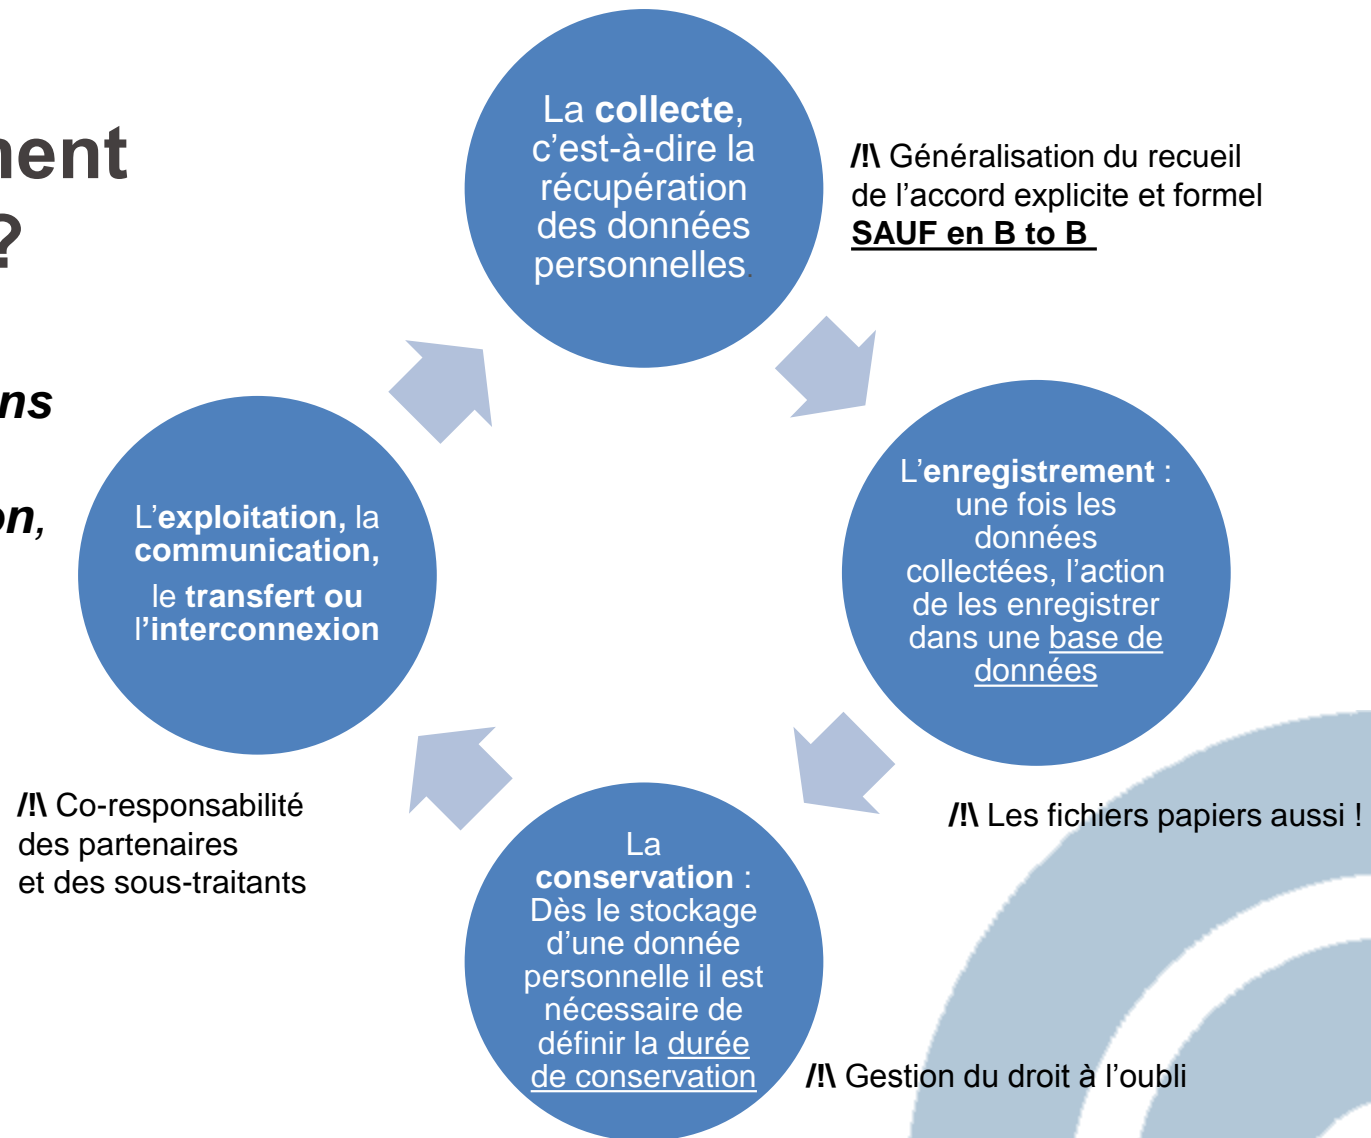 ment
?
ns
on,
La collecte,
c’est-à-dire la
récupération
des données
personnelles.
/!\ Généralisation du recueil
de l’accord explicite et formel
SAUF en B to B
L’enregistrement :
une fois les
données
collectées, l’action
de les enregistrer
dans une base de
données
/!\ Les fichiers papiers aussi !
La
conservation :
Dès le stockage
d’une donnée
personnelle il est
nécessaire de
définir la durée
de conservation
/!\ Gestion du droit à l’oubli
L’exploitation, la
communication,
le transfert ou
l’interconnexion
/!\ Co-responsabilité
des partenaires
et des sous-traitants